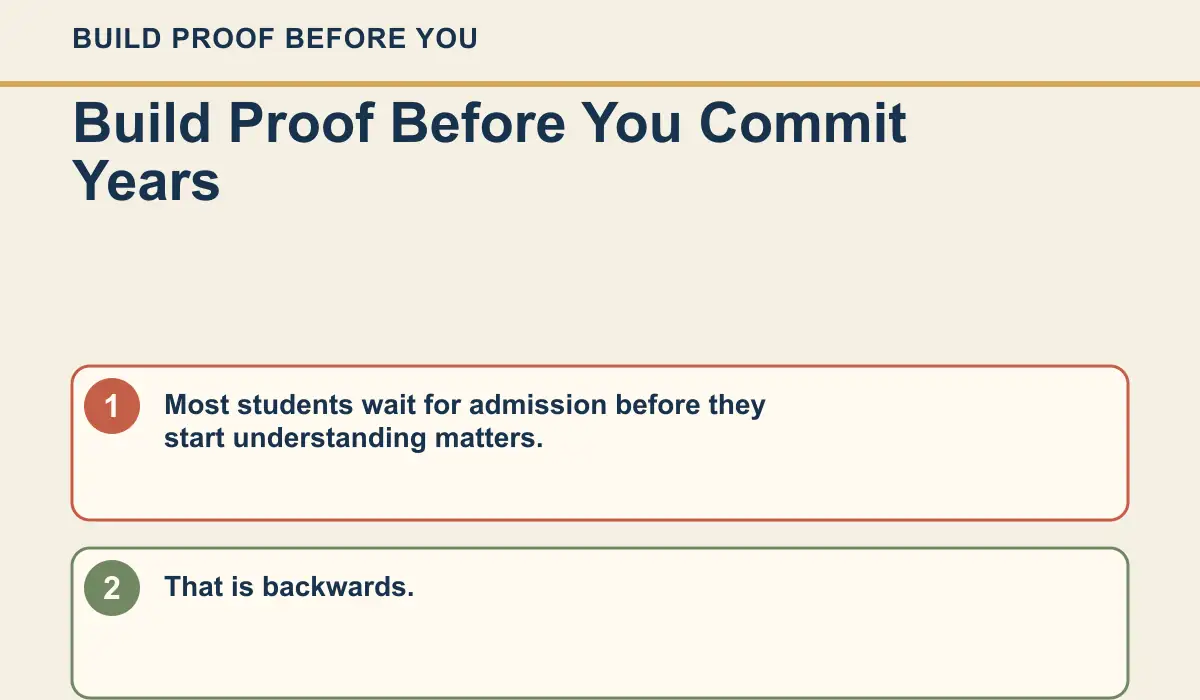 BUILD PROOF BEFORE YOU
Build Proof Before You Commit
Years
1
Most students wait for admission before they
start understanding matters.
2
That is backwards.